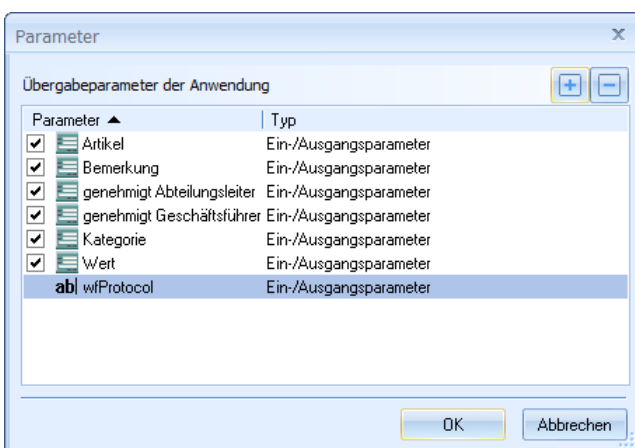 Parameter
Übergabeparameter der Anwendung
Parameter Typ
Artikel Ein-/Ausgangsparameter
Bemerkung Ein-/Ausgangsparameter
genehmigt Abteilungsleiter Ein-/Ausgangsparameter
genehmigt Geschäftsführer Ein-/Ausgangsparameter
Kategorie Ein-/Ausgangsparameter
Wert Ein-/Ausgangsparameter
ab| wfProtocol Ein-/Ausgangsparameter
OK Abbrechen